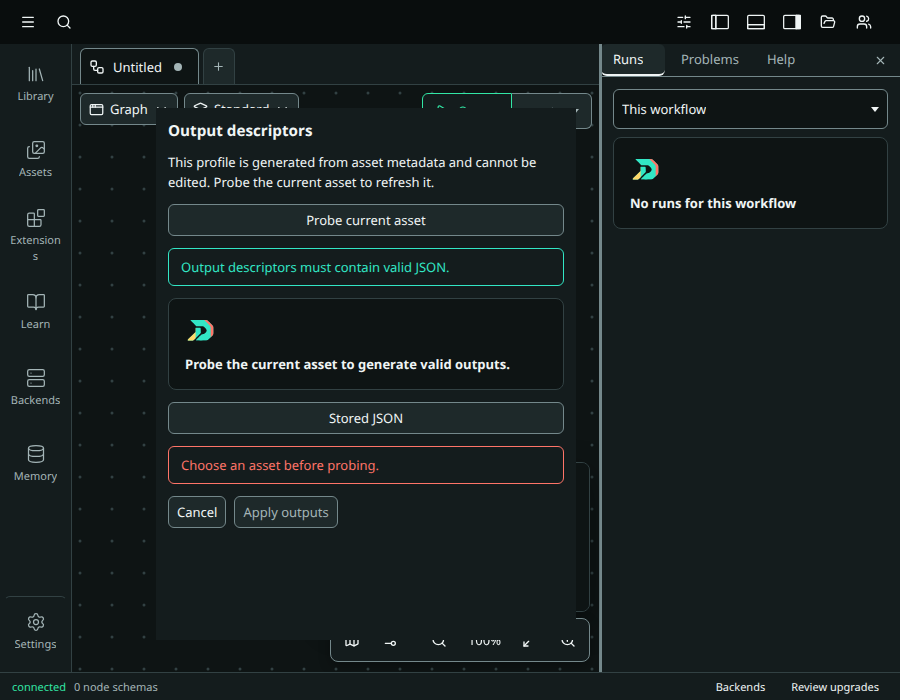 Untitled
+
Runs
Problems
Help
Library
Graph
This workflow
Output descriptors
This profile is generated from asset metadata and cannot be
edited. Probe the current asset to refresh it.
Assets
No runs for this workflow
Probe current asset
Extension
s
Output descriptors must contain valid JSON.
Learn
Probe the current asset to generate valid outputs.
Backends
Stored JSON
Memory
Choose an asset before probing.
Cancel
Apply outputs
Settings
100%
connected
0 node schemas
Backends
Review upgrades